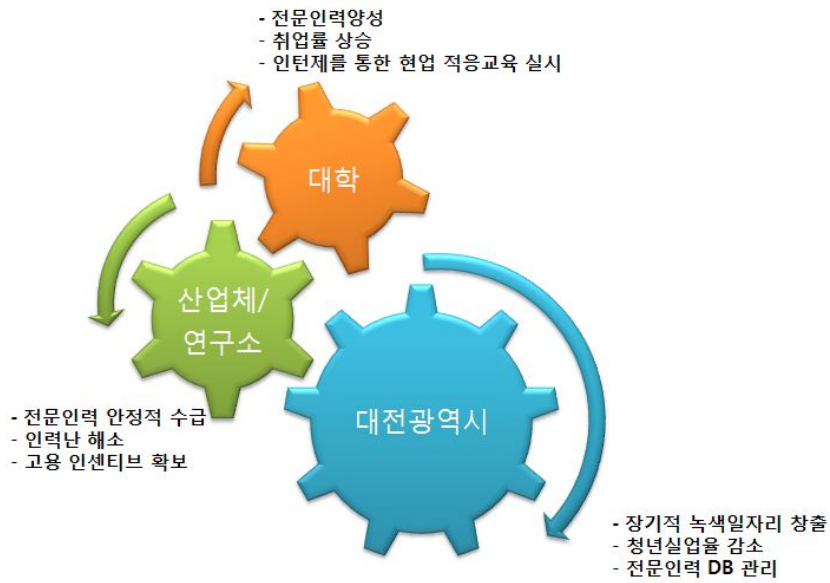 - 전문인력양성
- 취업률 상승
- 인턴제를 통한 현업 적응교육 실시
대학
산업체/
연구소
대전광역시
- 전문인력 안정적 수급
- 인력난 해소
- 고용 인센티브 확보
- 장기적 녹색일자리 창출
- 청년실업율 감소
- 전문인력 DB 관리